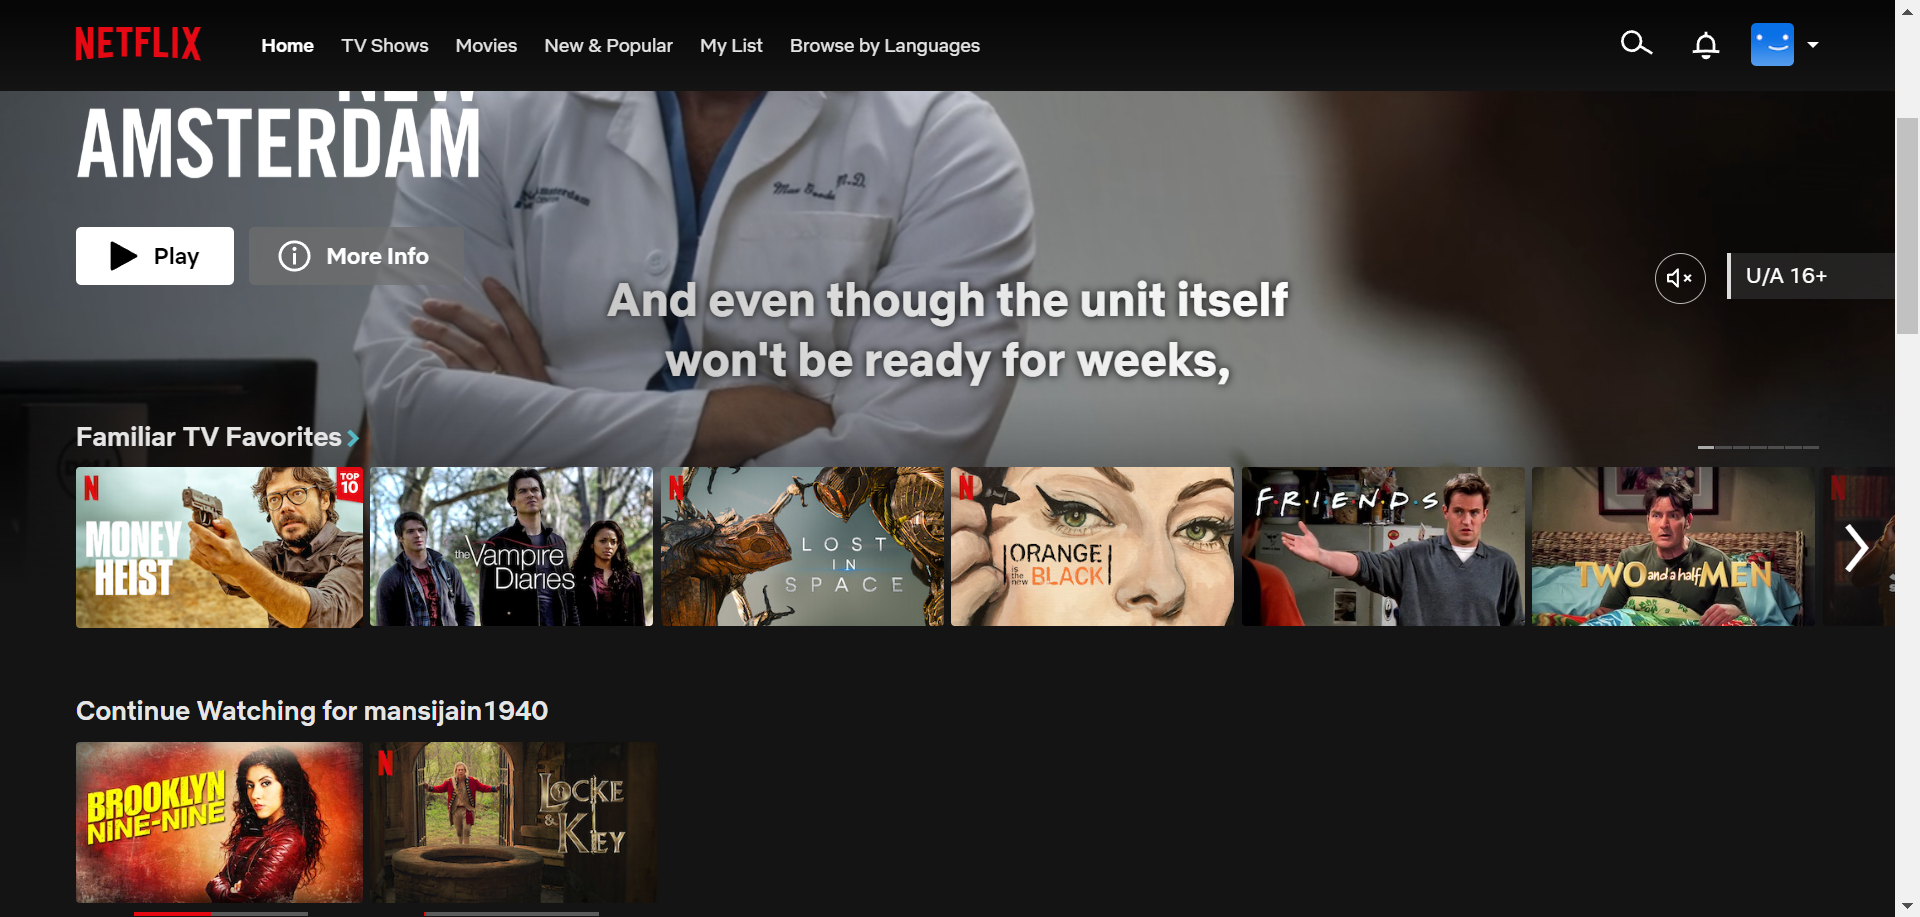 NETFLIX
Home TV Shows Movies New & Popular My List Browse by Languages
NEW
AMSTERDAM
Play
More Info
U/A 16+
And even though the unit itself
won't be ready for weeks,
Familiar TV Favorites
N
TOP
10
MONEY
HEIST
the Vampire
Diaries
N
LOST
IN
SPACE
N
ORANGE
is the new BLACK
F·R·I·E·N·D·S
TWO and a half MEN
N
Continue Watching for mansijain1940
BROOKLYN
NINE-NINE
N
LOCKE
& KEY